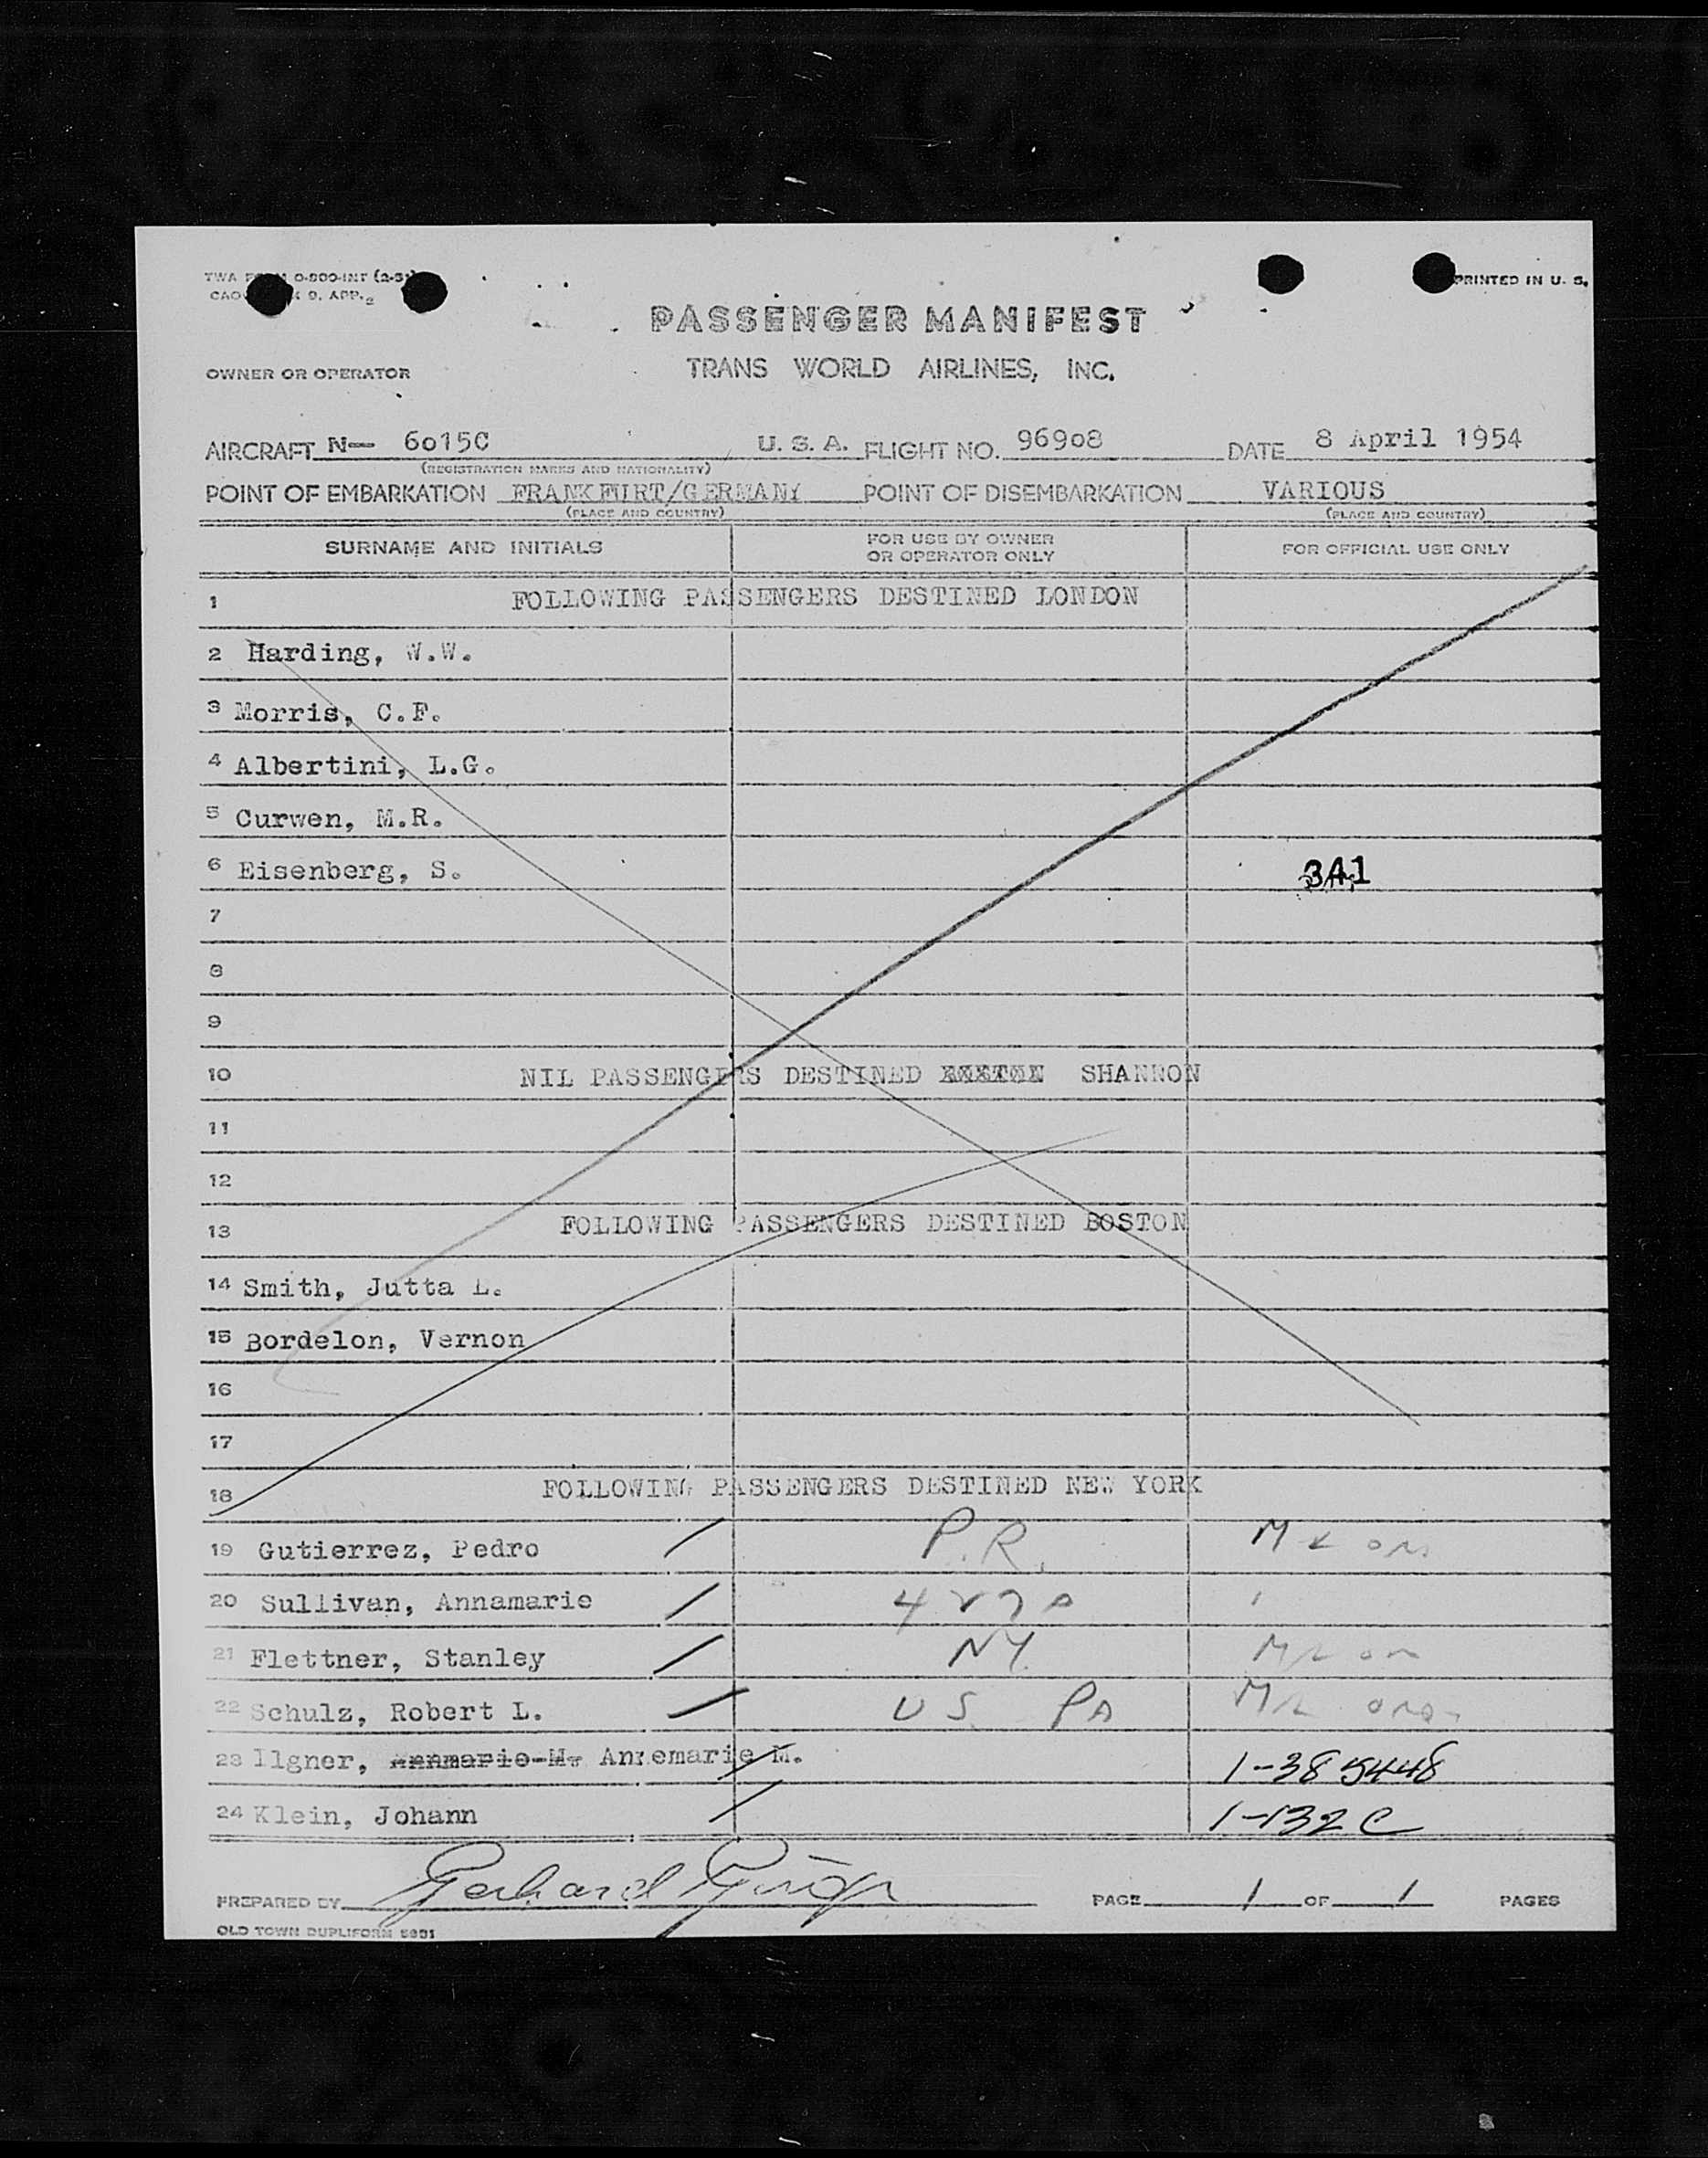 PRINTED IN U. S.
PASSENGER MANIFEST
OWNER OR OPERATOR TRANS WORLD AIRLINES, INC.
AIRCRAFT N— 6015C U. S. A. FLIGHT NO. 96908 DATE 8 April 1954
(REGISTRATION MARKS AND NATIONALITY)
POINT OF EMBARKATION FRANKFURT/GERMANY POINT OF DISEMBARKATION VARIOUS
(PLACE AND COUNTRY) (PLACE AND COUNTRY)
SURNAME AND INITIALS FOR USE BY OWNER OR OPERATOR ONLY FOR OFFICIAL USE ONLY
1 FOLLOWING PASSENGERS DESTINED LONDON
2 Harding, W.W.
3 Morris, C.F.
4 Albertini, L.G.
5 Curwen, M.R.
6 Eisenberg, S. 3A1
7
8
9
10 NIL PASSENGERS DESTINED SHANNON
11
12
13 FOLLOWING PASSENGERS DESTINED BOSTON
14 Smith, Jutta L.
15 Bordelon, Vernon
16
17
18 FOLLOWING PASSENGERS DESTINED NEW YORK
19 Gutierrez, Pedro / P.R.
20 Sullivan, Annamarie /
21 Flettner, Stanley / NY
22 Schulz, Robert L. / US PA
23 Ilgner, Annmarie M. Annemarie M. / 1-385448
24 Klein, Johann / 1-132 C
PREPARED BY Gerhard PAGE 1 OF 1 PAGES
OLD TOWN DUPLIFORM